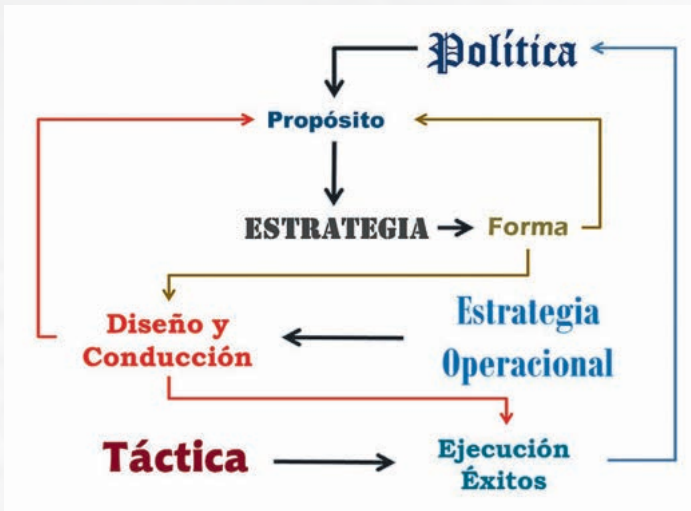 Política
Propósito
ESTRATEGIA
Forma
Diseño y
Conducción
Estrategia
Operacional
Táctica
Ejecución
Éxitos